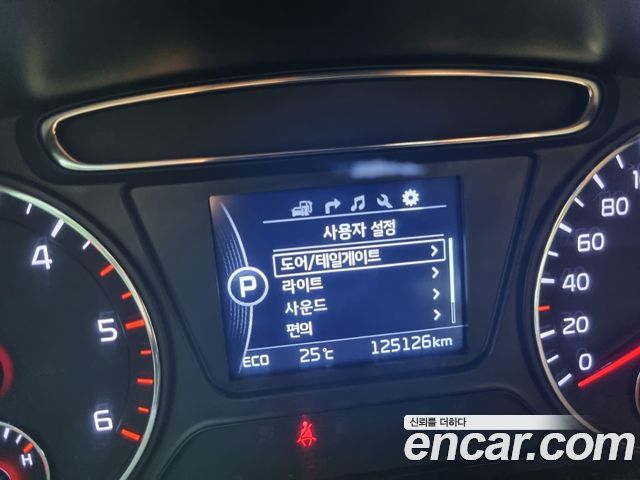 사용자 설정
도어/테일게이트 >
라이트 >
사운드 >
편의 >
P
ECO 25℃ 125126km
4
5
6
H
100
80
60
40
20
0
신뢰를 더하다
encar.com